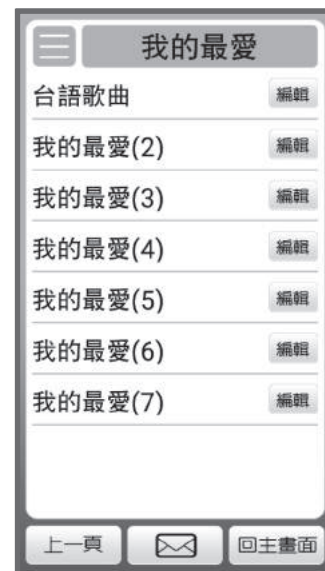 我的最愛
台語歌曲 編輯
我的最愛(2) 編輯
我的最愛(3) 編輯
我的最愛(4) 編輯
我的最愛(5) 編輯
我的最愛(6) 編輯
我的最愛(7) 編輯
上一頁 回主畫面